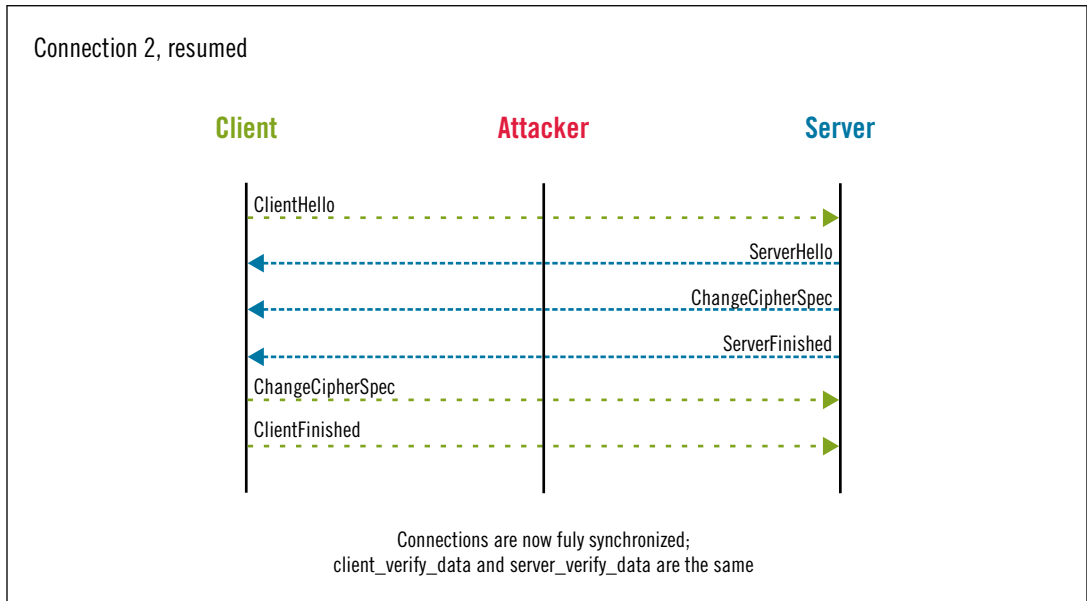 Connection 2, resumed
Client Attacker Server
ClientHello
ServerHello
ChangeCipherSpec
ServerFinished
ChangeCipherSpec
ClientFinished
Connections are now fuly synchronized;
client_verify_data and server_verify_data are the same